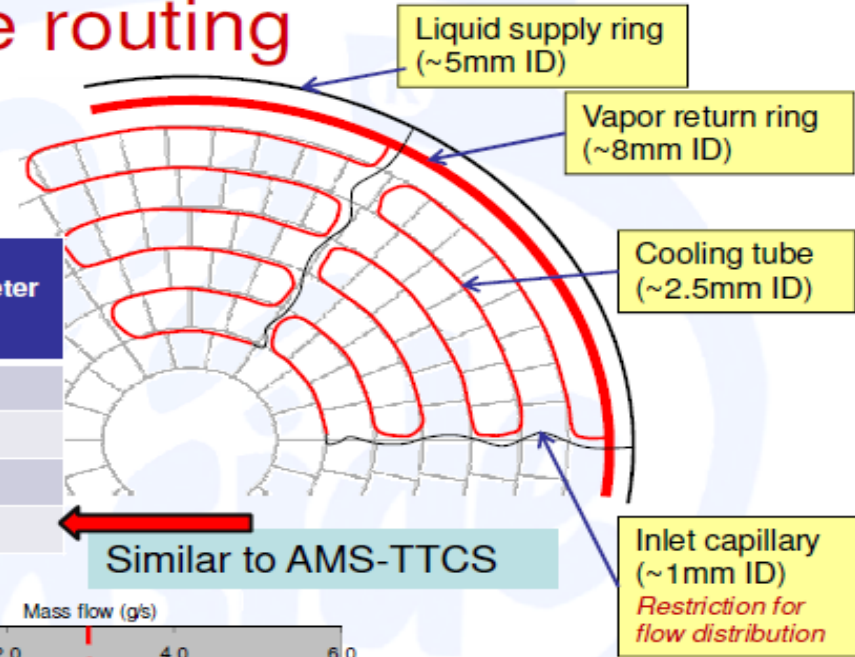 e routing
Liquid supply ring
(~5mm ID)
Vapor return ring
(~8mm ID)
Cooling tube
(~2.5mm ID)
eter
Similar to AMS-TTCS
Inlet capillary
(~1mm ID)
Restriction for
flow distribution
Mass flow (g/s)
2.0 4.0 6.0